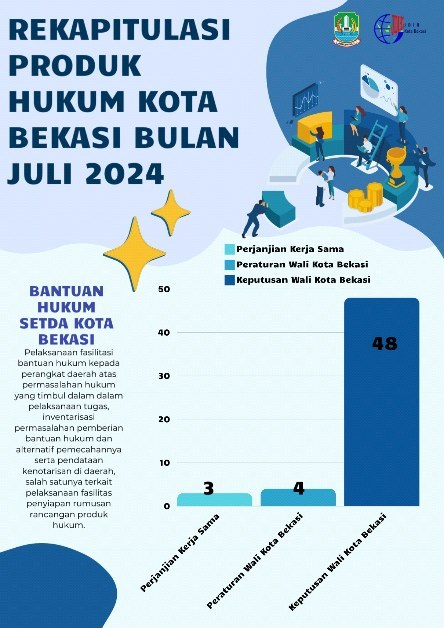 REKAPITULASI
PRODUK
HUKUM KOTA
BEKASI BULAN
JULI 2024
Kota Bekasi
Perjanjian Kerja Sama
Peraturan Wali Kota Bekasi
Keputusan Wali Kota Bekasi
BANTUAN
HUKUM
SETDA KOTA
BEKASI
Pelaksanaan fasilitasi
bantuan hukum kepada
perangkat daerah atas
permasalahan hukum
yang timbul dalam dalam
pelaksanaan tugas,
inventarisasi
permasalahan pemberian
bantuan hukum dan
alternatif pemecahannya
serta pendataan
kenotarisan di daerah,
salah satunya terkait
pelaksanaan fasilitas
penyiapan rumusan
rancangan produk
hukum.
50
40
30
20
10
0
3
4
48
Perjanjian Kerja Sama
Peraturan Wali Kota Bekasi
Keputusan Wali Kota Bekasi